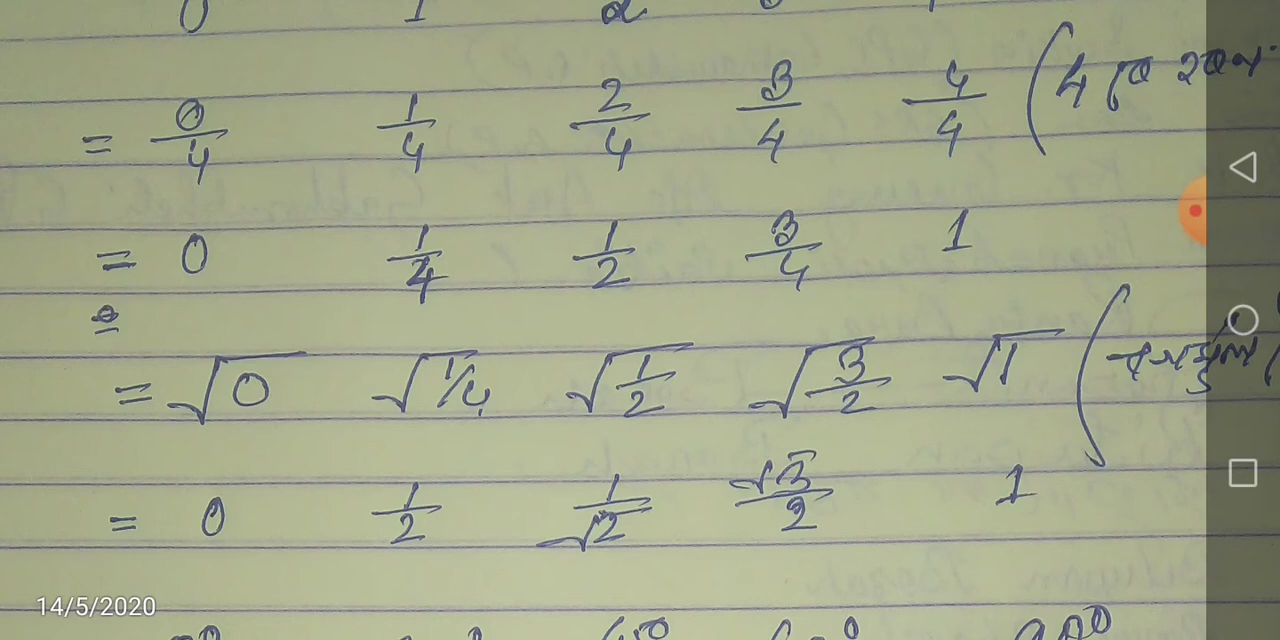 = 0/4 1/4 2/4 3/4 4/4 (4
= 0 1/4 1/2 3/4 1
= √0 √1/4 √1/2 √3/2 √1 (
= 0 1/2 1/√2 √3/2 1
14/5/2020